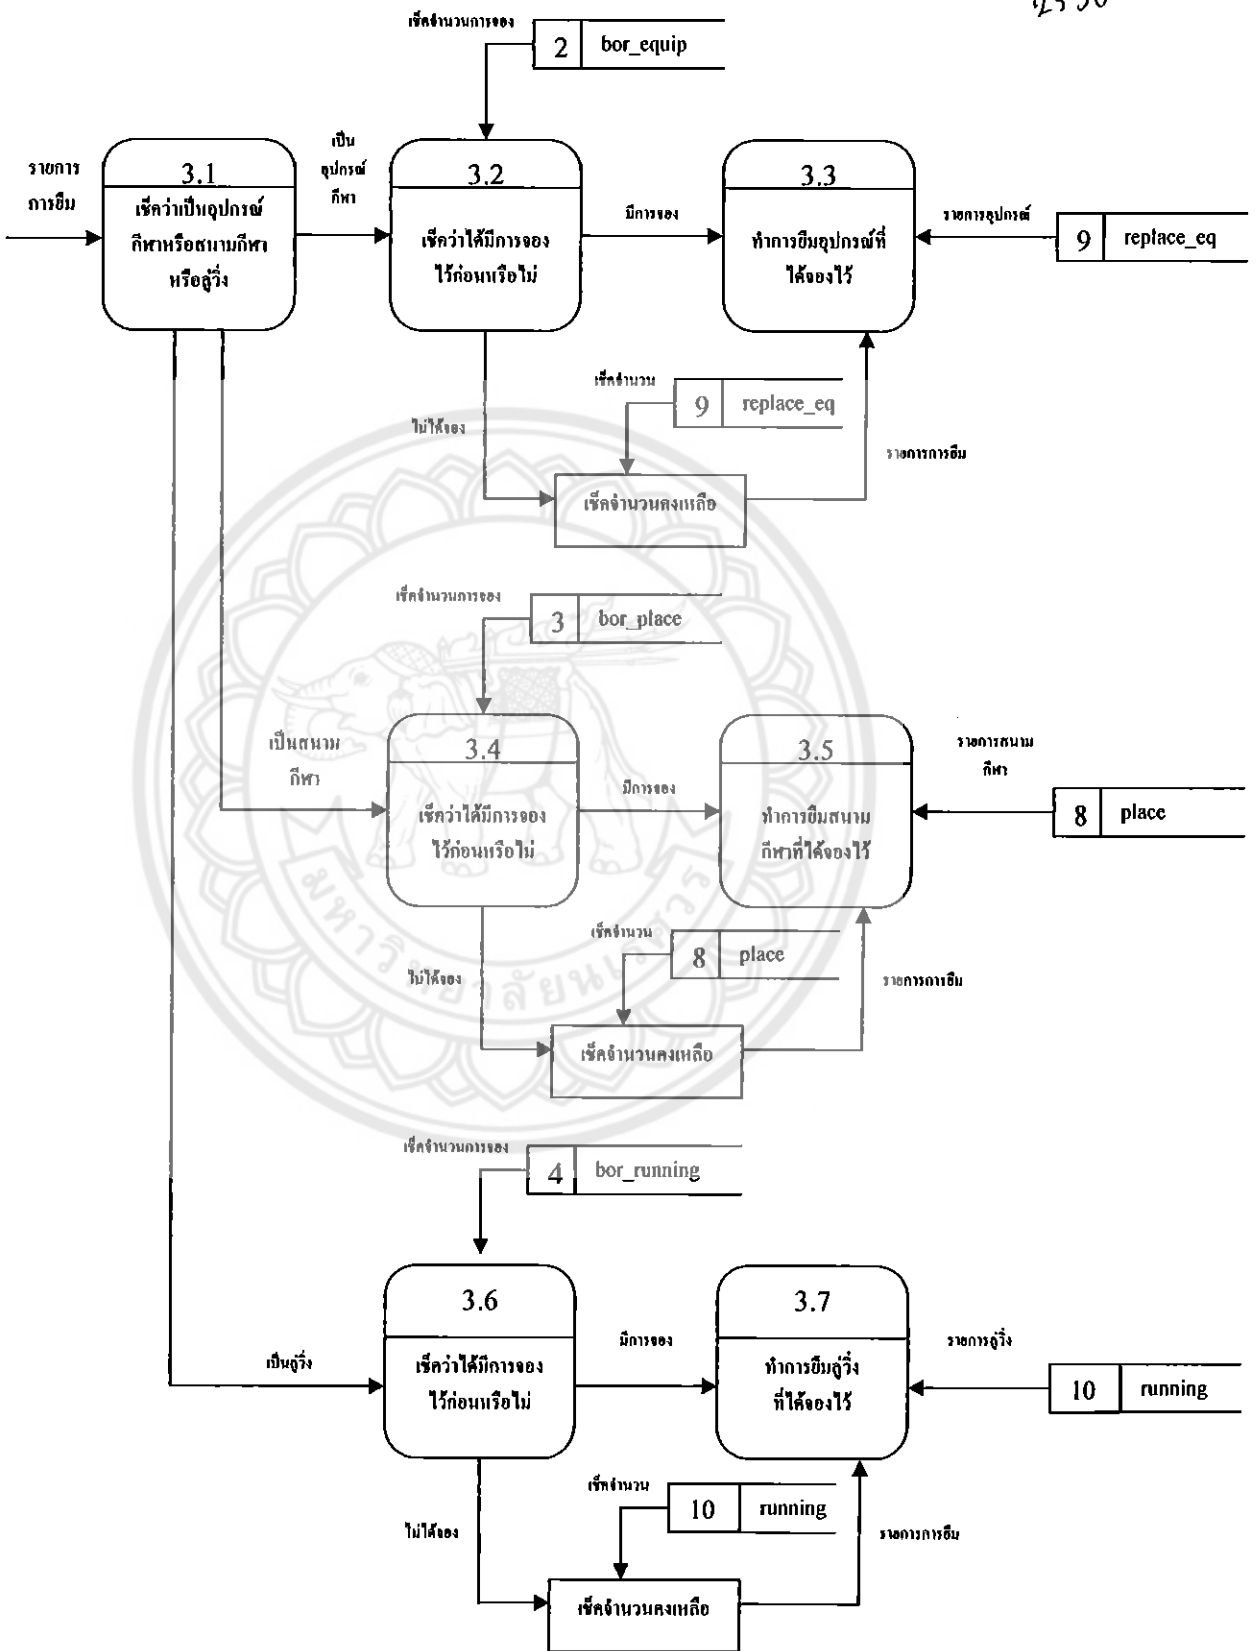 เช็คจำนวนการจอง
2 bor_equip
รายการ
การยืม
3.1
เช็คว่าเป็นอุปกรณ์
กีฬาหรือสนามกีฬา
หรือลู่วิ่ง
เป็น
อุปกรณ์
กีฬา
3.2
เช็คว่าได้มีการจอง
ไว้ก่อนหรือไม่
มีการจอง
3.3
ทำการยืมอุปกรณ์ที่
ได้จองไว้
รายการอุปกรณ์
9 replace_eq
เช็คจำนวน
9 replace_eq
ไม่ได้จอง
เช็คจำนวนคงเหลือ
รายการการยืม
เช็คจำนวนการจอง
3 bor_place
เป็นสนาม
กีฬา
3.4
เช็คว่าได้มีการจอง
ไว้ก่อนหรือไม่
มีการจอง
3.5
ทำการยืมสนาม
กีฬาที่ได้จองไว้
รายการสนาม
กีฬา
8 place
เช็คจำนวน
8 place
ไม่ได้จอง
เช็คจำนวนคงเหลือ
รายการการยืม
มหาวิทยาลัยนเรศวร
เช็คจำนวนการจอง
4 bor_running
เป็นลู่วิ่ง
3.6
เช็คว่าได้มีการจอง
ไว้ก่อนหรือไม่
มีการจอง
3.7
ทำการยืมลู่วิ่ง
ที่ได้จองไว้
รายการลู่วิ่ง
10 running
เช็คจำนวน
10 running
ไม่ได้จอง
เช็คจำนวนคงเหลือ
รายการการยืม